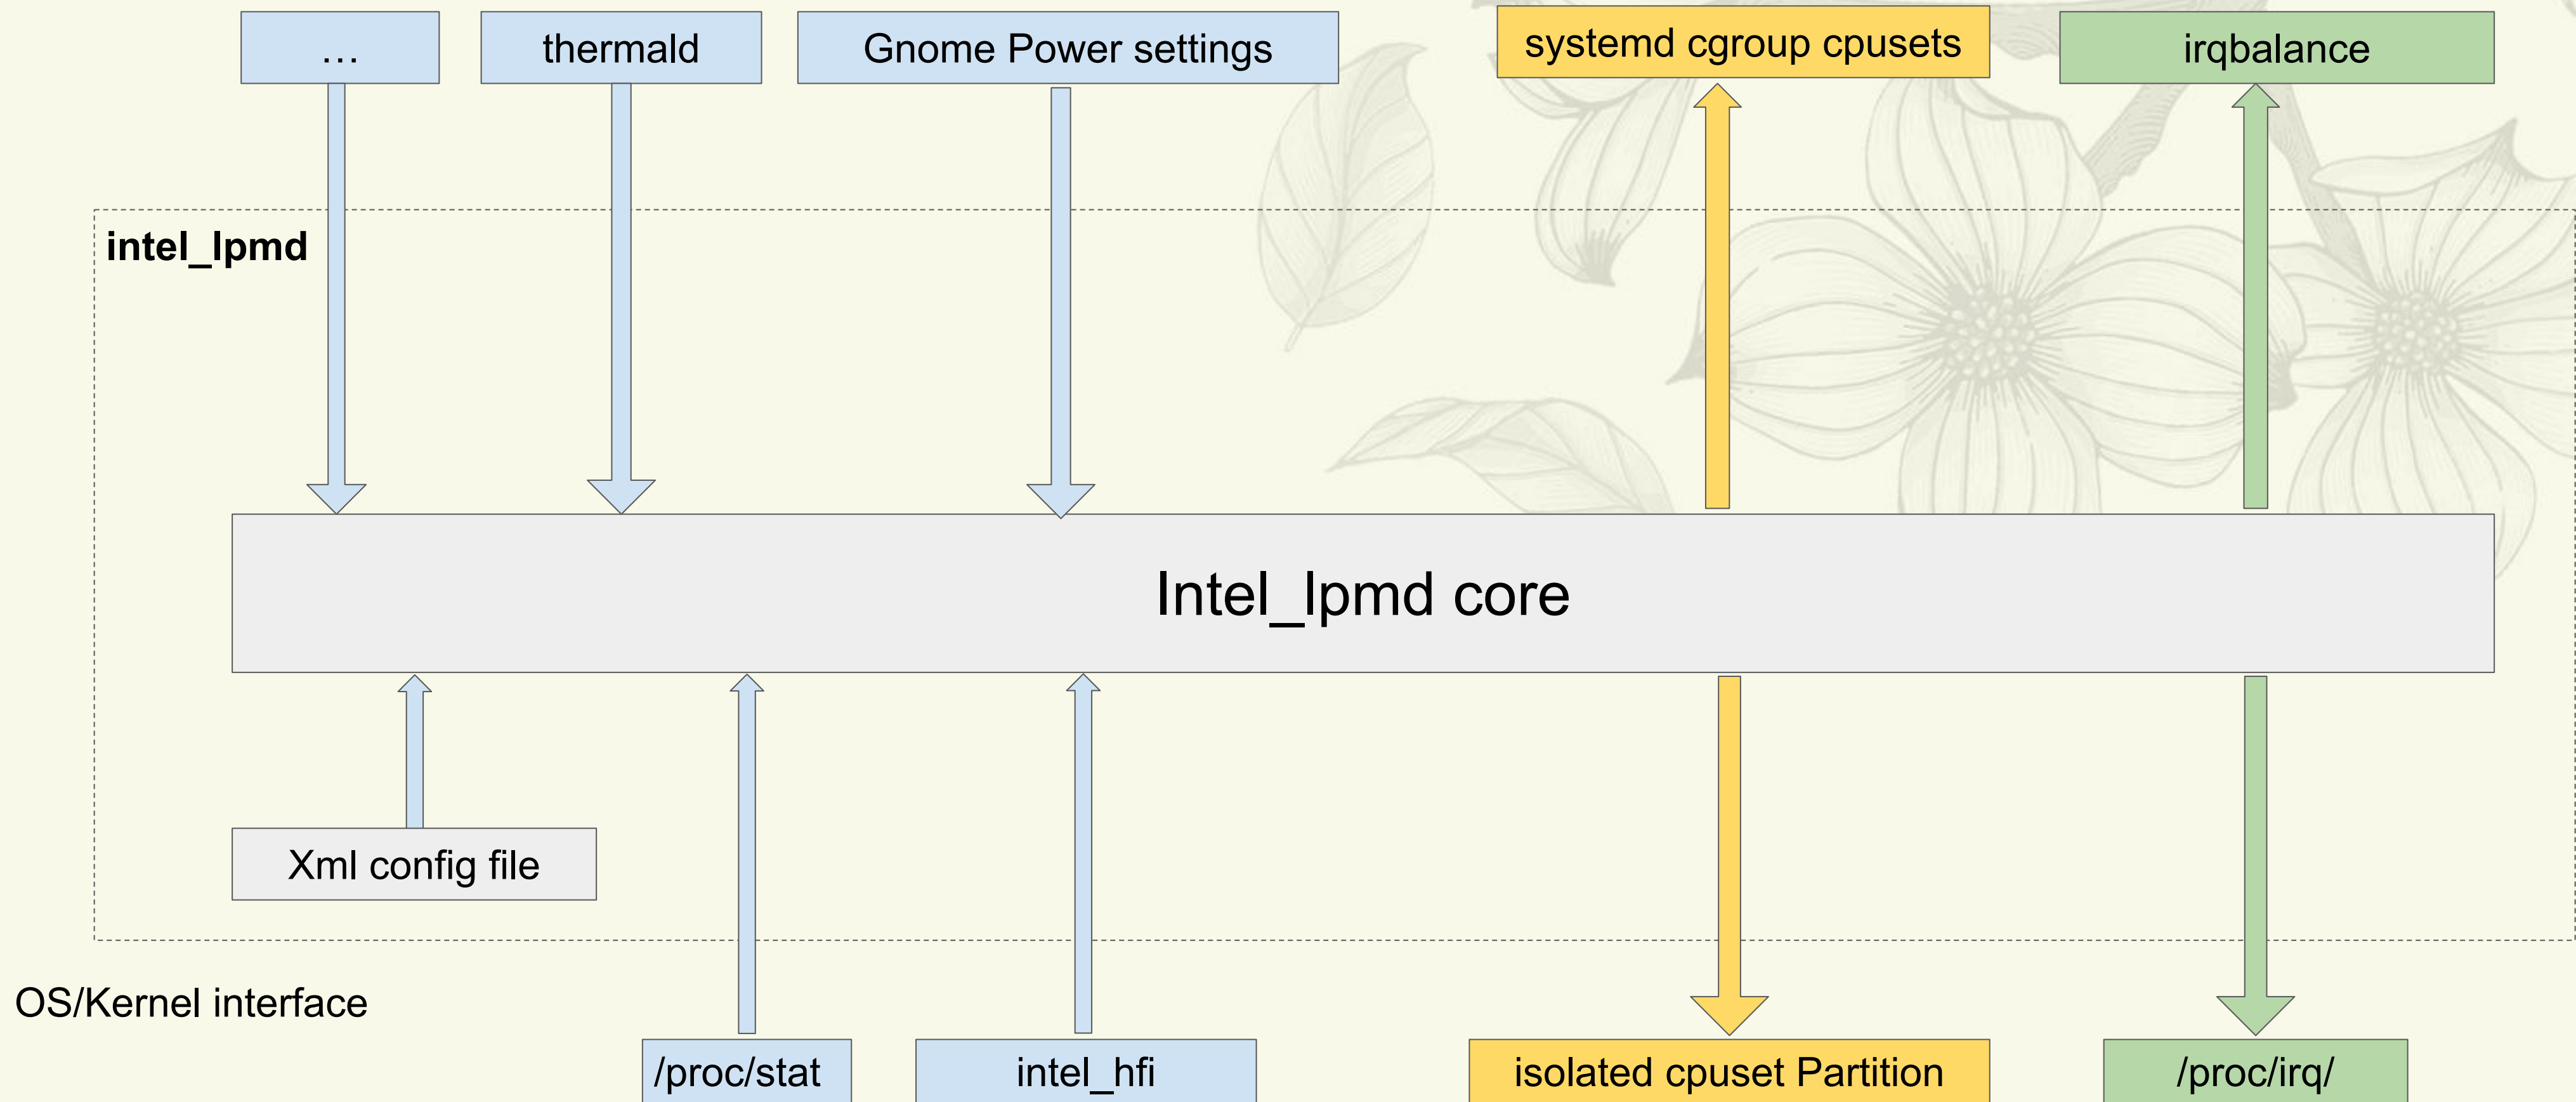 …
thermald
Gnome Power settings
systemd cgroup cpusets
irqbalance
intel_lpmd
Intel_lpmd core
Xml config file
OS/Kernel interface
/proc/stat
intel_hfi
isolated cpuset Partition
/proc/irq/